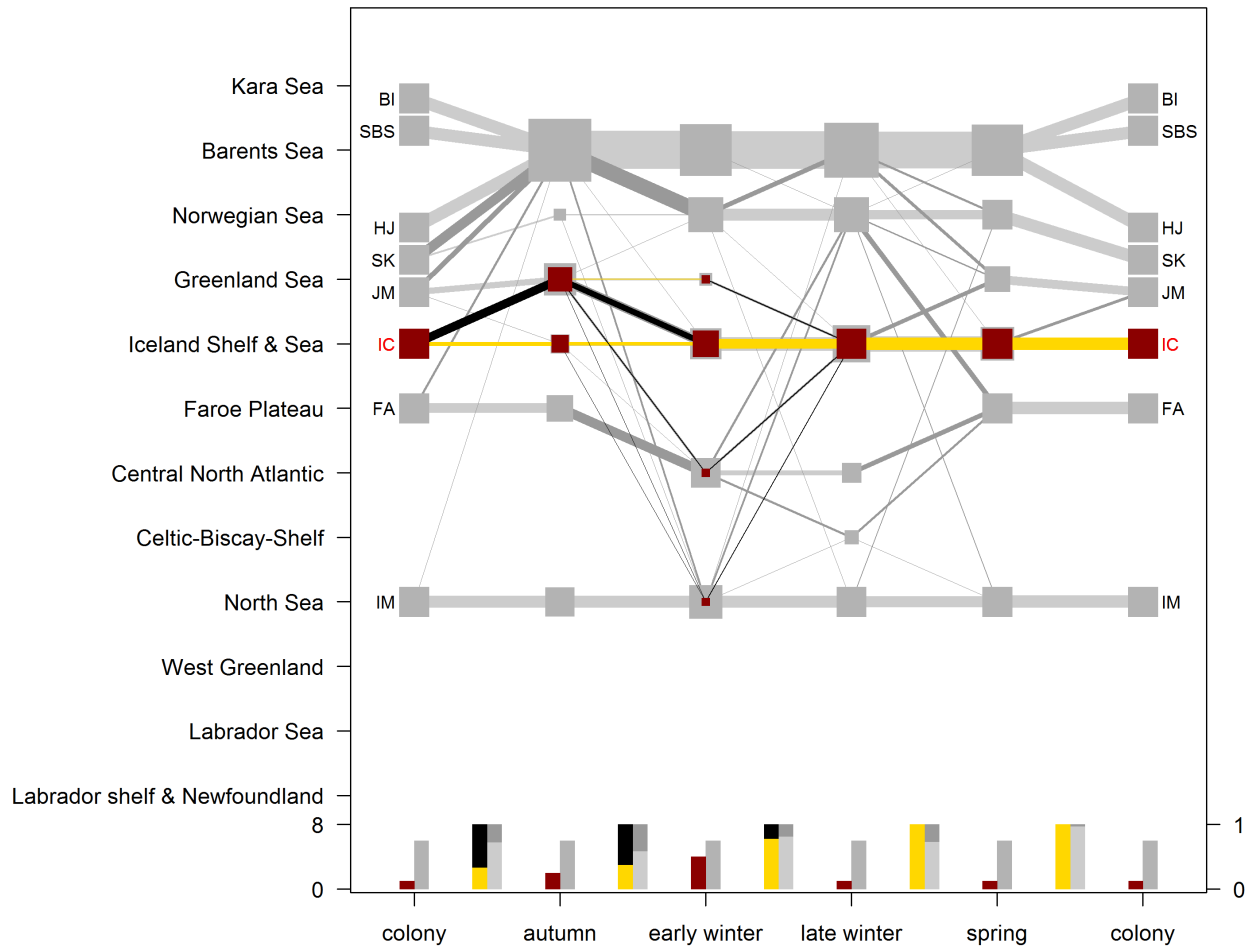 Kara Sea
BI
BI
SBS
SBS
Barents Sea
Norwegian Sea
HJ
HJ
SK
SK
Greenland Sea
JM
JM
Iceland Shelf & Sea
IC
IC
Faroe Plateau
FA
FA
Central North Atlantic
Celtic-Biscay-Shelf
North Sea
IM
IM
West Greenland
Labrador Sea
Labrador shelf & Newfoundland
8
1
0
0
colony
autumn
early winter
late winter
spring
colony